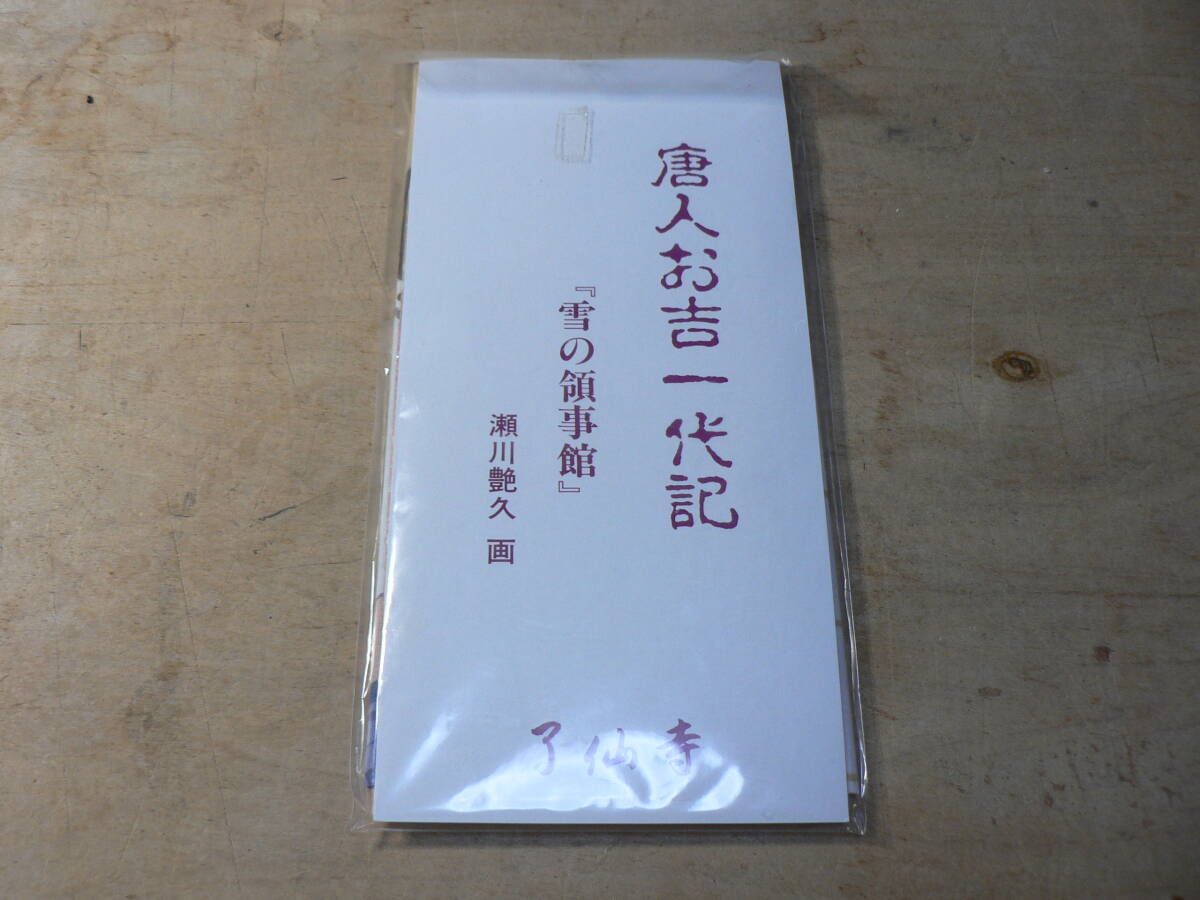 唐人お吉一代記
『雪の領事館』
瀬川艶久 画
了仙寺